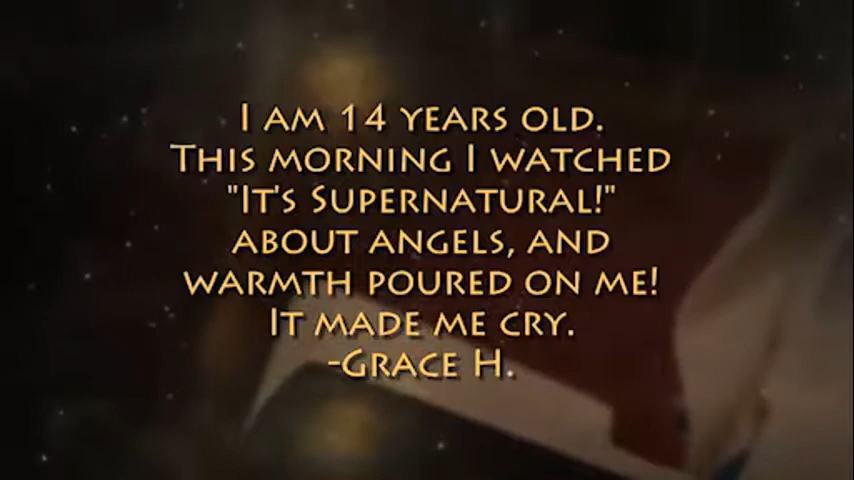 I am 14 years old.
This morning I watched
"It's Supernatural!"
about angels, and
warmth poured on me!
It made me cry.
-Grace H.